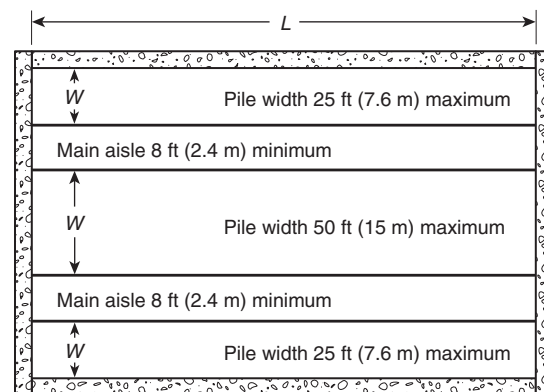 L
W
Pile width 25 ft (7.6 m) maximum
Main aisle 8 ft (2.4 m) minimum
W
Pile width 50 ft (15 m) maximum
Main aisle 8 ft (2.4 m) minimum
W
Pile width 25 ft (7.6 m) maximum